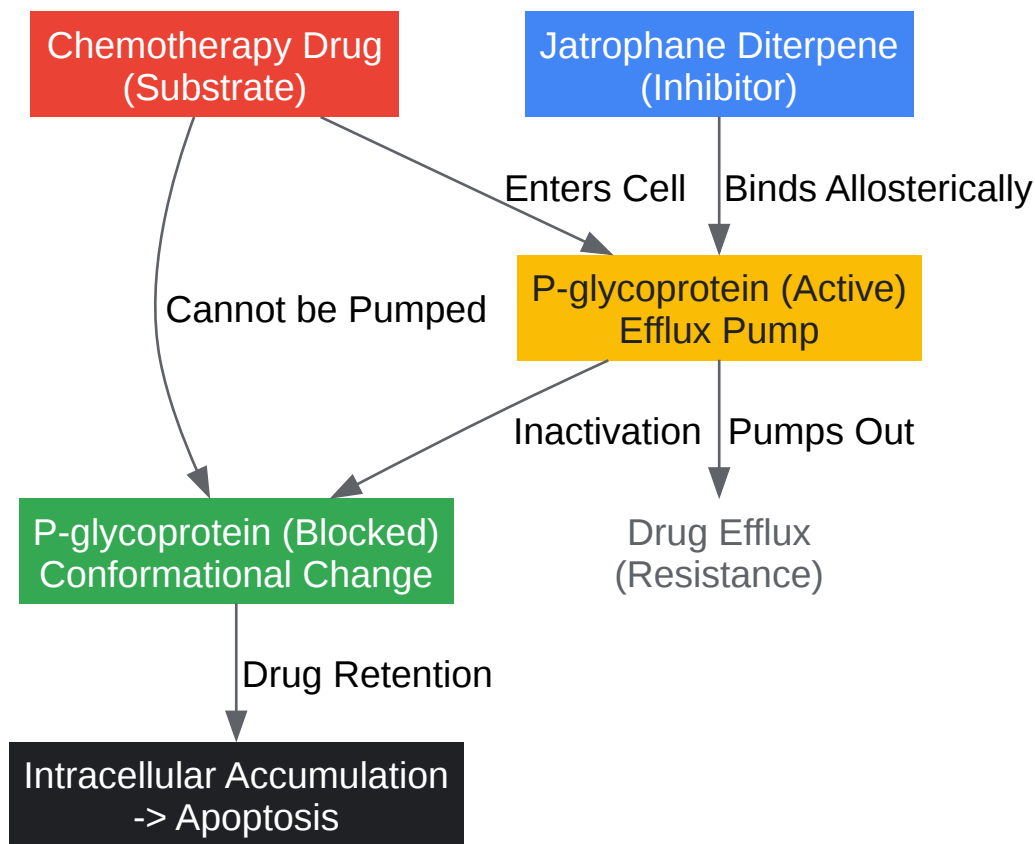 Chemotherapy Drug
(Substrate)
Jatrophane Diterpene
(Inhibitor)
Enters Cell
Binds Allosterically
P-glycoprotein (Active)
Efflux Pump
Cannot be Pumped
Inactivation
Pumps Out
P-glycoprotein (Blocked)
Conformational Change
Drug Efflux
(Resistance)
Drug Retention
Intracellular Accumulation
-> Apoptosis